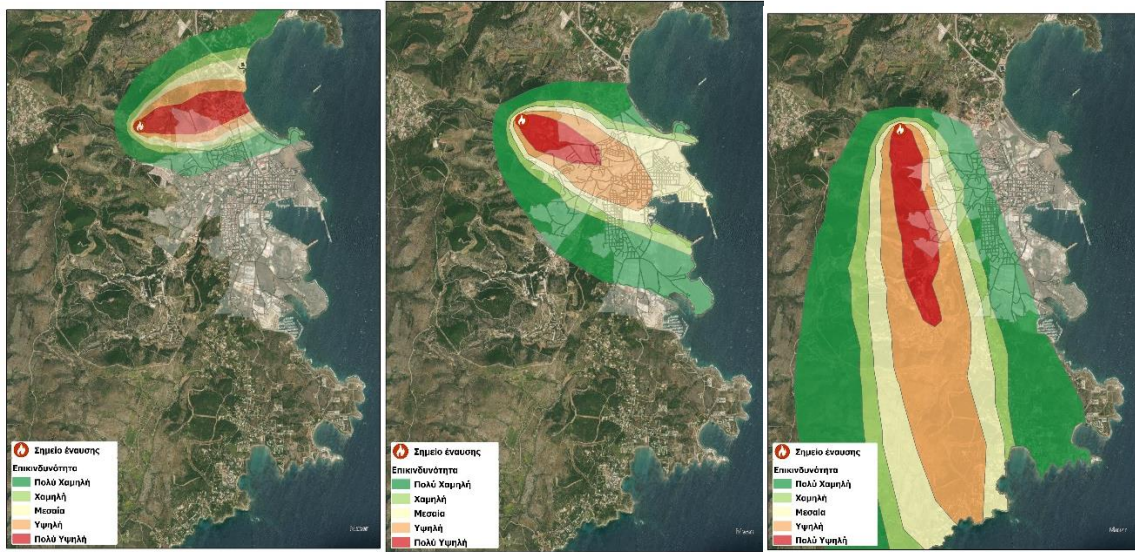 Σημείο έναυσης
Επικινδυνότητα
Πολύ Χαμηλή
Χαμηλή
Μεσαία
Υψηλή
Πολύ Υψηλή
Σημείο έναυσης
Επικινδυνότητα
Πολύ Χαμηλή
Χαμηλή
Μεσαία
Υψηλή
Πολύ Υψηλή
Σημείο έναυσης
Επικινδυνότητα
Πολύ Χαμηλή
Χαμηλή
Μεσαία
Υψηλή
Πολύ Υψηλή